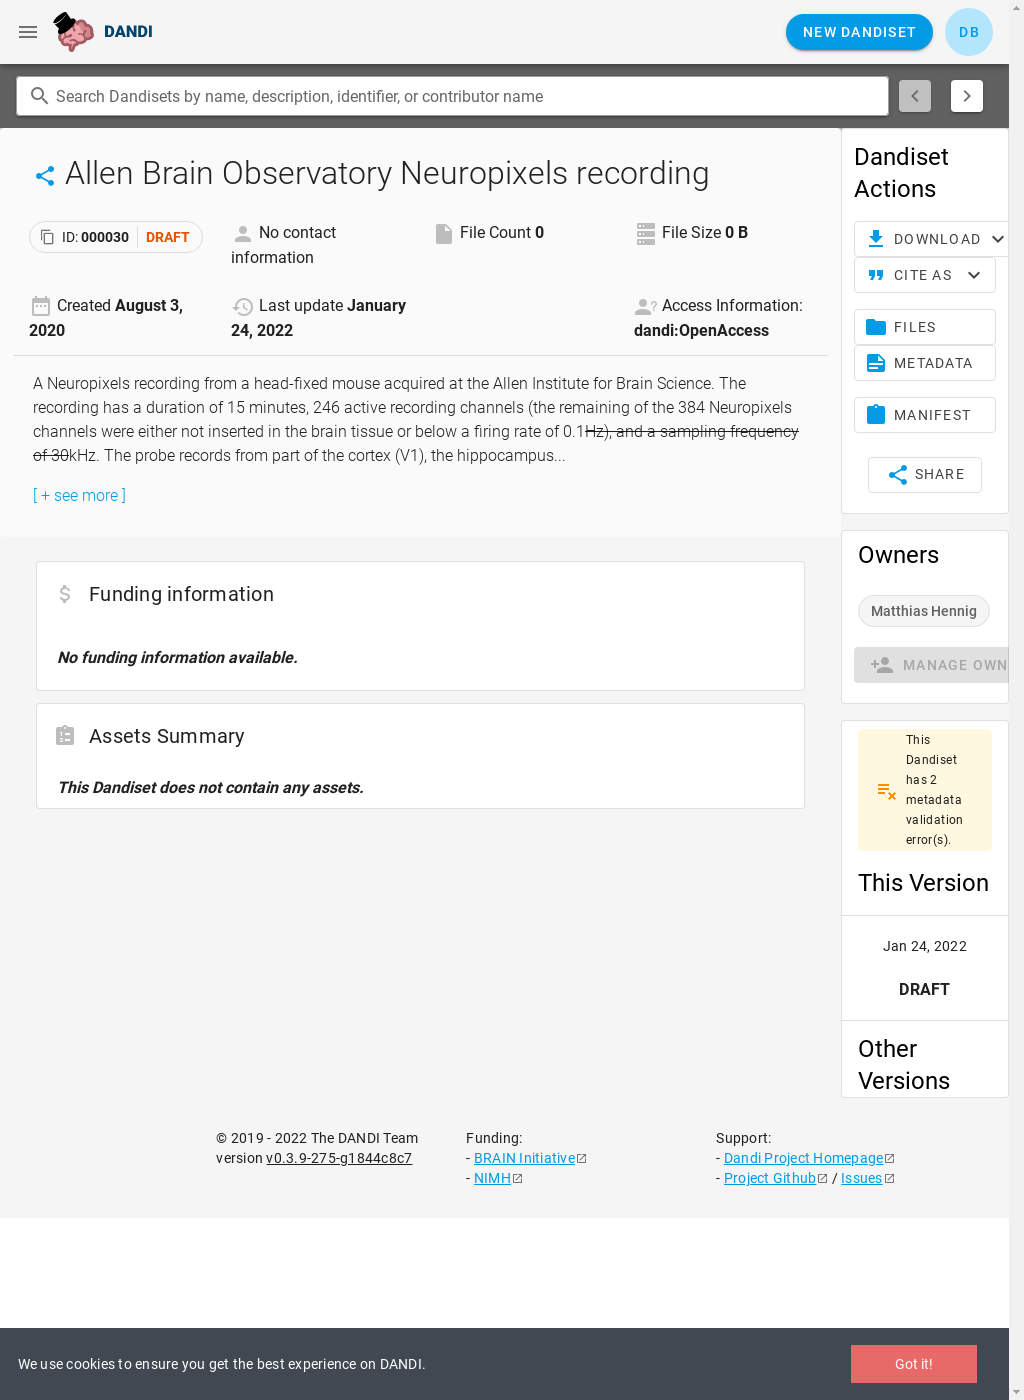 DANDI
NEW DANDISET
DB
Search Dandisets by name, description, identifier, or contributor name
Allen Brain Observatory Neuropixels recording
ID: 000030 DRAFT
No contact
information
File Count 0
File Size 0 B
Created August 3,
2020
Last update January
24, 2022
Access Information:
dandi:OpenAccess
A Neuropixels recording from a head-fixed mouse acquired at the Allen Institute for Brain Science. The
recording has a duration of 15 minutes, 246 active recording channels (the remaining of the 384 Neuropixels
channels were either not inserted in the brain tissue or below a firing rate of 0.1Hz), and a sampling frequency
of 30kHz. The probe records from part of the cortex (V1), the hippocampus...
[ + see more ]
Funding information
No funding information available.
Assets Summary
This Dandiset does not contain any assets.
Dandiset
Actions
DOWNLOAD
CITE AS
FILES
METADATA
MANIFEST
SHARE
Owners
Matthias Hennig
MANAGE OWN
This
Dandiset
has 2
metadata
validation
error(s).
This Version
Jan 24, 2022
DRAFT
Other
Versions
© 2019 - 2022 The DANDI Team
version v0.3.9-275-g1844c8c7
Funding:
- BRAIN Initiative
- NIMH
Support:
- Dandi Project Homepage
- Project Github / Issues
We use cookies to ensure you get the best experience on DANDI.
Got it!